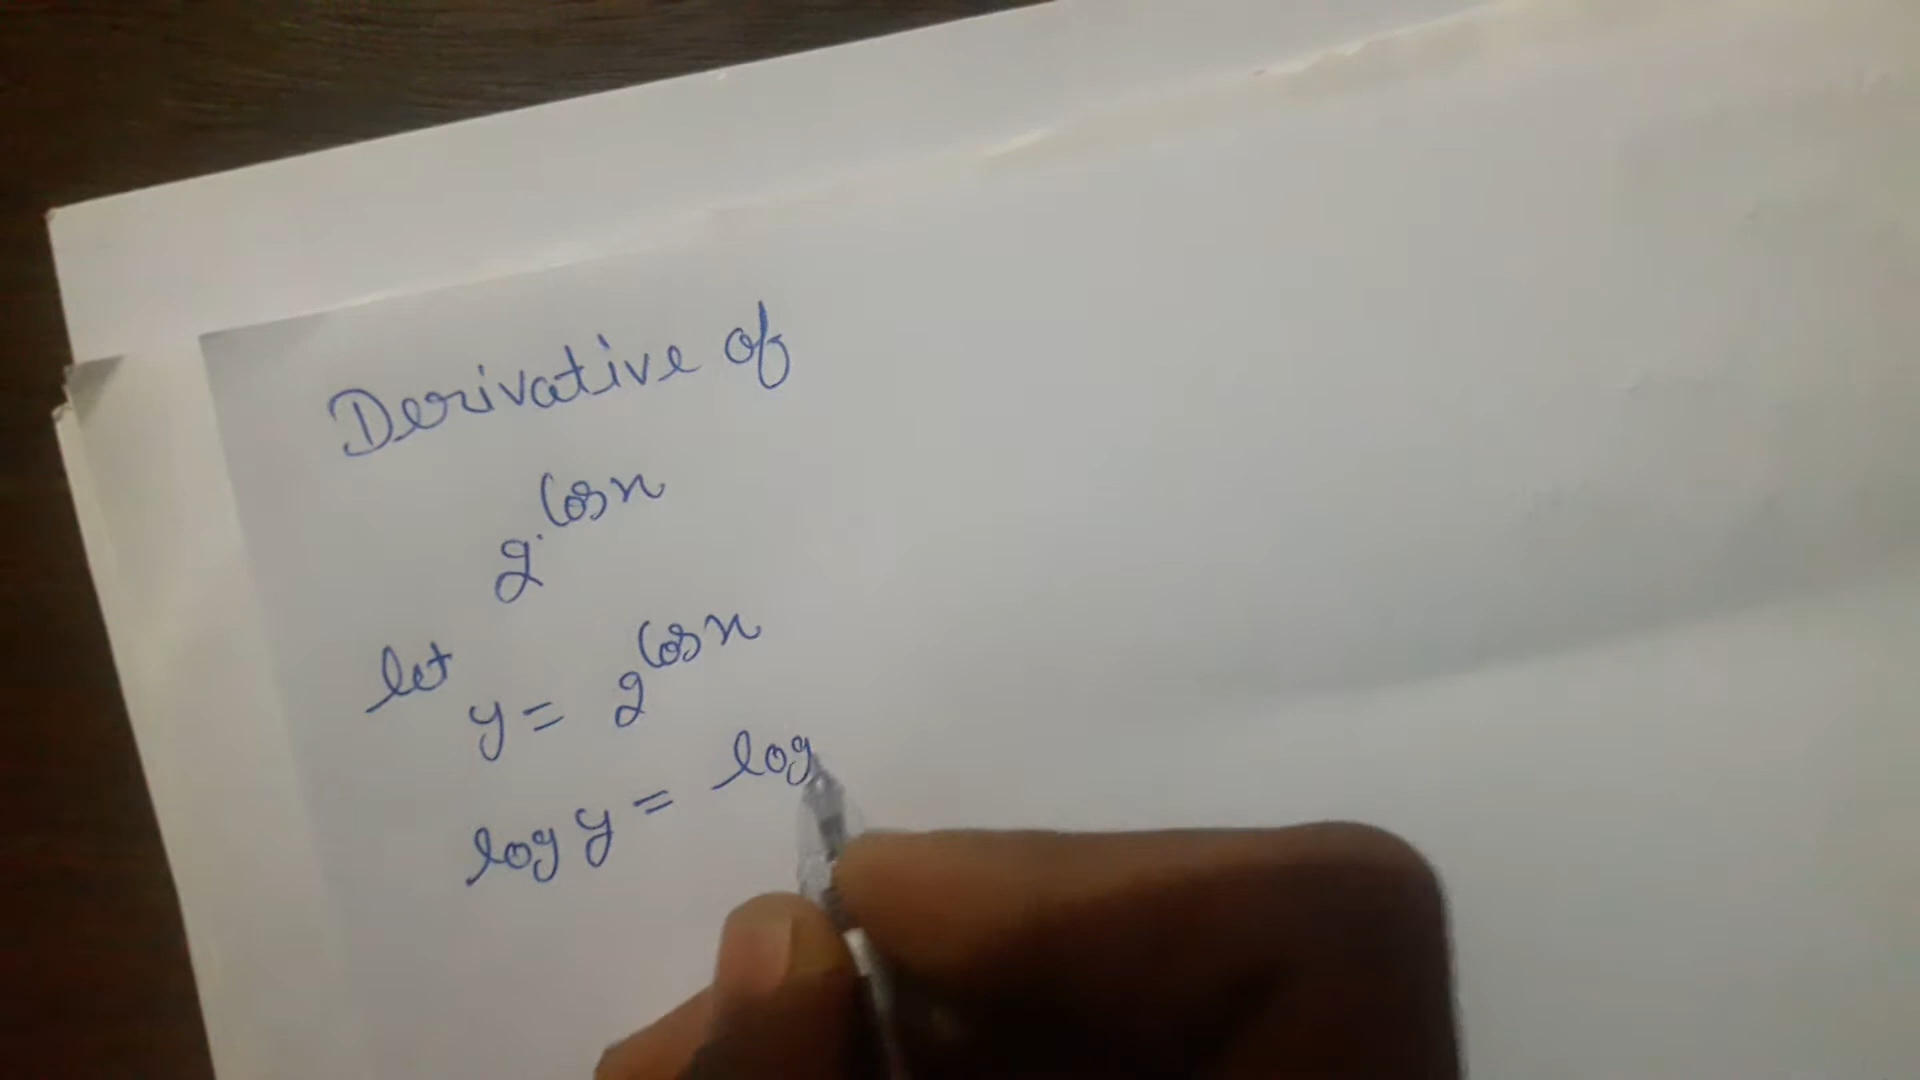 Derivative of
2^cosx
let
y = 2^cosx
log y = log